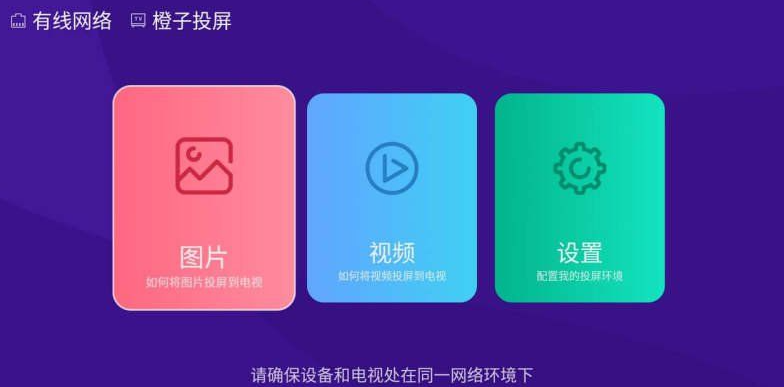 有线网络 TV 橙子投屏
图片 视频 设置
如何将图片投屏到电视 如何将视频投屏到电视 配置我的投屏环境
请确保设备和电视处在同一网络环境下